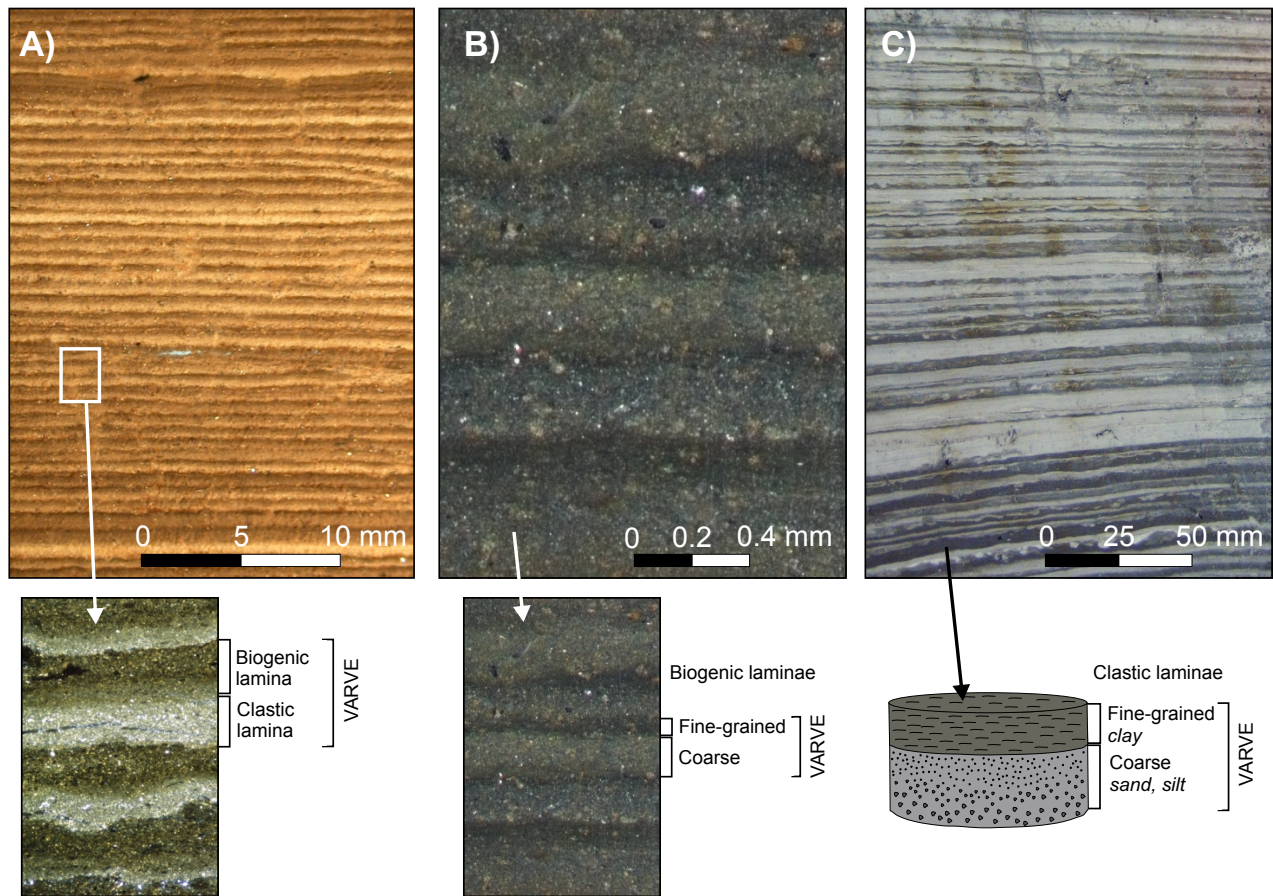 A)
B)
C)
0 5 10 mm
0 0.2 0.4 mm
0 25 50 mm
Biogenic
lamina
Clastic
lamina
VARVE
Biogenic laminae
Fine-grained
Coarse
VARVE
Clastic laminae
Fine-grained
clay
Coarse
sand, silt
VARVE